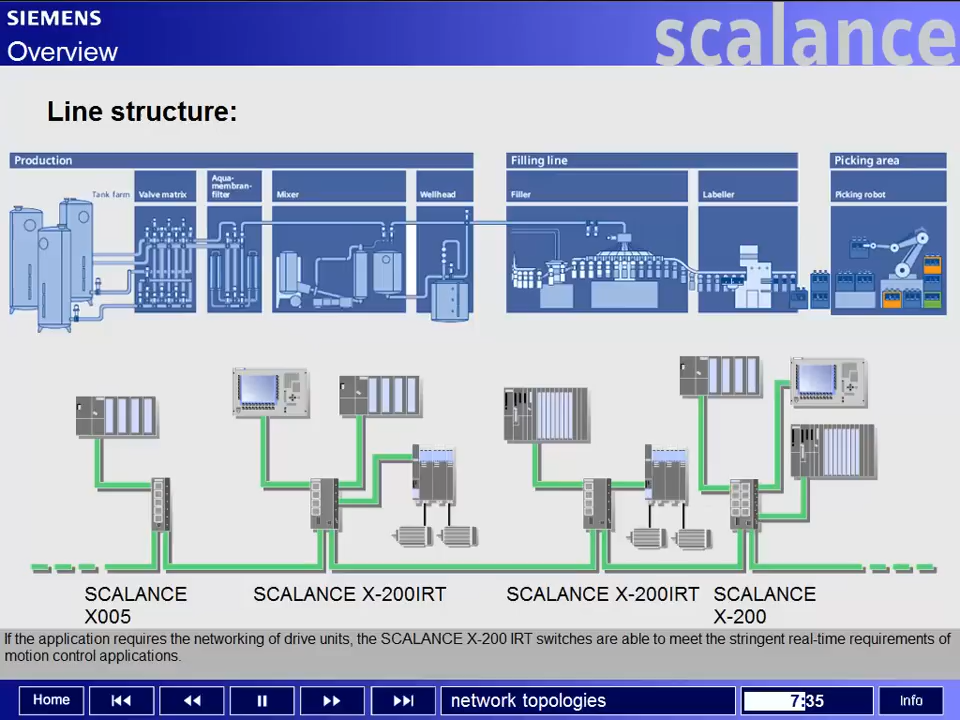 SIEMENS
Overview
scalance
Line structure:
Production
Filling line
Picking area
Tank farm
Valve matrix
Aqua-
membran-
filter
Mixer
Wellhead
Filler
Labeller
Picking robot
SCALANCE
X005
SCALANCE X-200IRT
SCALANCE X-200IRT
SCALANCE
X-200
If the application requires the networking of drive units, the SCALANCE X-200 IRT switches are able to meet the stringent real-time requirements of
motion control applications.
Home
network topologies
7:35
Info